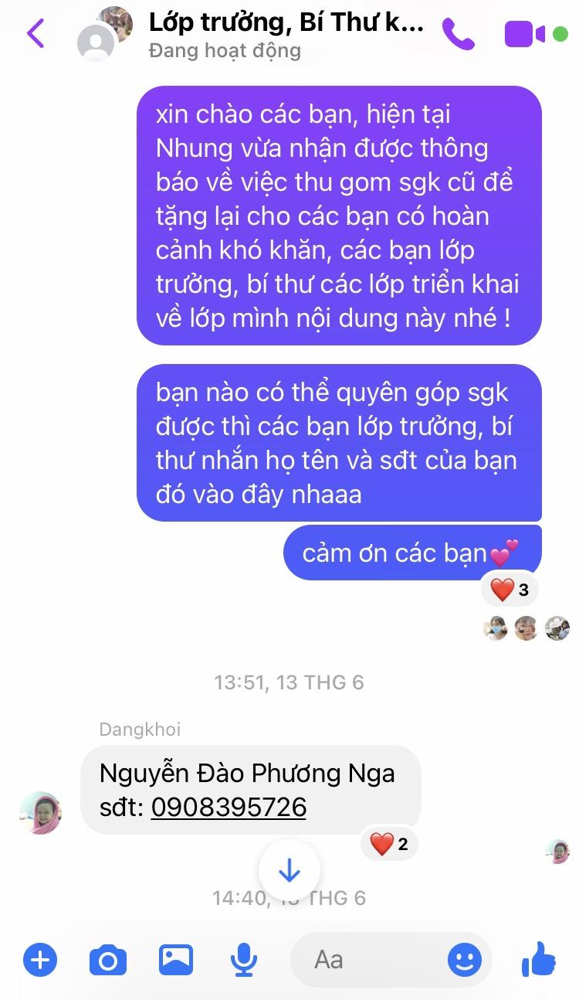 Lớp trưởng, Bí Thư k...
Đang hoạt động
xin chào các bạn, hiện tại
Nhung vừa nhận được thông
báo về việc thu gom sgk cũ để
tặng lại cho các bạn có hoàn
cảnh khó khăn, các bạn lớp
trưởng, bí thư các lớp triển khai
về lớp mình nội dung này nhé !
bạn nào có thể quyên góp sgk
được thì các bạn lớp trưởng, bí
thư nhắn họ tên và sđt của bạn
đó vào đây nhaaa
cảm ơn các bạn💕
❤️ 3
13:51, 13 THG 6
Dangkhoi
Nguyễn Đào Phương Nga
sđt: 0908395726
❤️ 2
14:40, THG 6
Aa